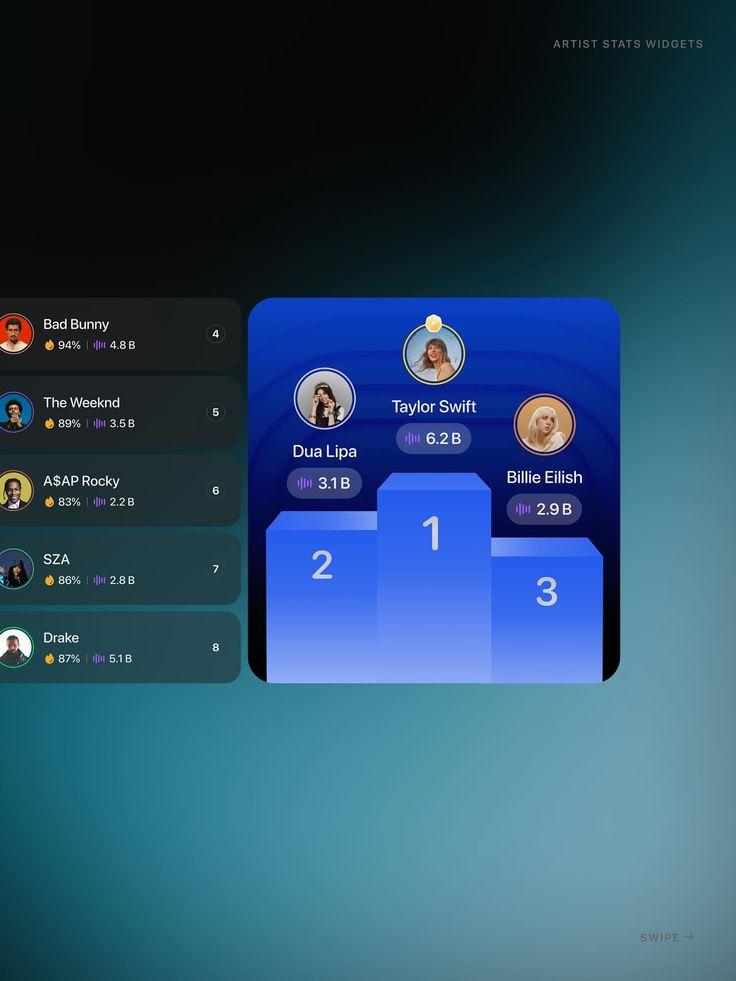 ARTIST STATS WIDGETS
Bad Bunny
94% | 4.8 B
4
The Weeknd
89% | 3.5 B
5
A$AP Rocky
83% | 2.2 B
6
SZA
86% | 2.8 B
7
Drake
87% | 5.1 B
8
Taylor Swift
6.2 B
Dua Lipa
3.1 B
Billie Eilish
2.9 B
1
2
3
SWIPE →